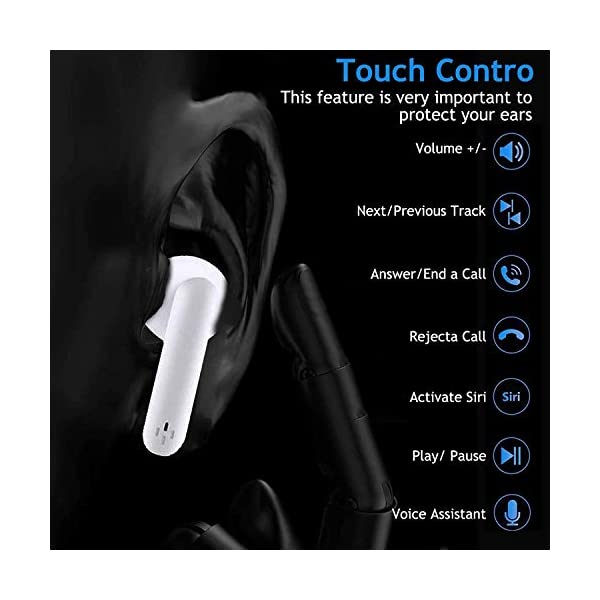 Touch Contro
This feature is very important to
protect your ears
Volume +/-
Next/Previous Track
Answer/End a Call
Rejecta Call
Activate Siri
Siri
Play/ Pause
Voice Assistant